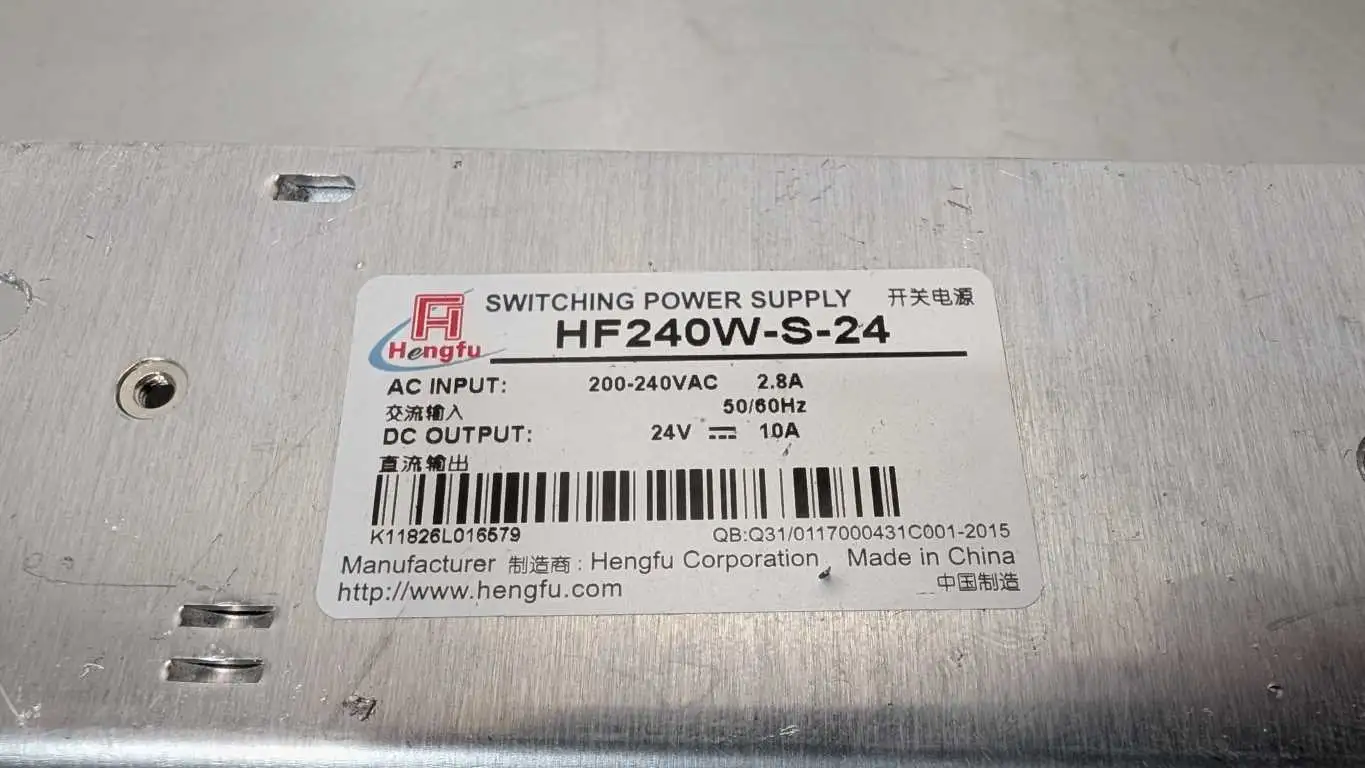 SWITCHING POWER SUPPLY 开关电源
Hengfu
HF240W-S-24
AC INPUT: 200-240VAC 2.8A
交流输入 50/60Hz
DC OUTPUT: 24V ⎓ 10A
直流输出
K11826L016579 QB:Q31/0117000431C001-2015
Manufacturer 制造商 : Hengfu Corporation Made in China
http://www.hengfu.com 中国制造